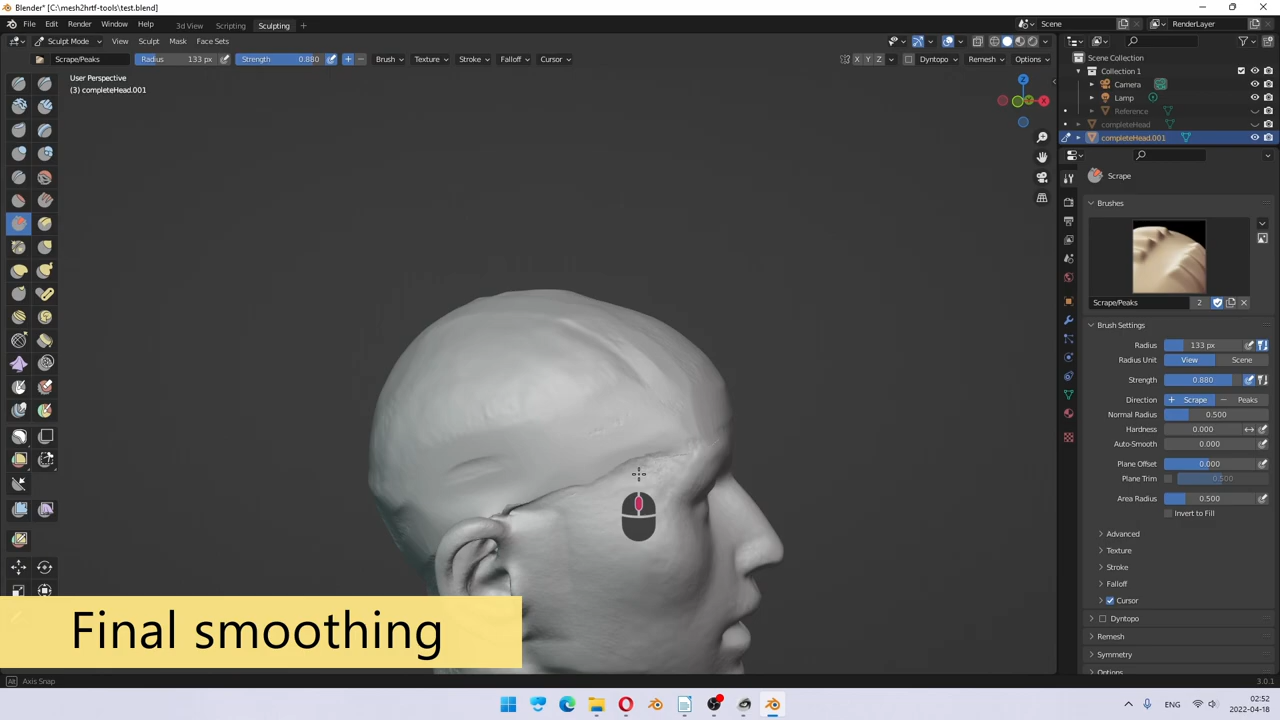 Blender* [C:\mesh2hrtf-tools\test.blend]
File Edit Render Window Help 3d View Scripting Sculpting Scene RenderLayer
Sculpt Mode View Sculpt Mask Face Sets
Scrape/Peaks Radius 133 px Strength 0.880 Brush Texture Stroke Falloff Cursor X Y Z Dyntopo Remesh Options
User Perspective
(3) completeHead.001
Z
X
Scene Collection
Collection 1
Camera
Lamp
Reference
completeHead
completeHead.001
Scrape
Brushes
Scrape/Peaks 2
Brush Settings
Radius 133 px
Radius Unit View Scene
Strength 0.880
Direction + Scrape − Peaks
Normal Radius 0.500
Hardness 0.000
Auto-Smooth 0.000
Plane Offset 0.000
Plane Trim 0.500
Area Radius 0.500
Invert to Fill
Advanced
Texture
Stroke
Falloff
Cursor
Dyntopo
Remesh
Symmetry
Options
Final smoothing
Alt Axis Snap 3.0.1
ENG 02:52
2022-04-18